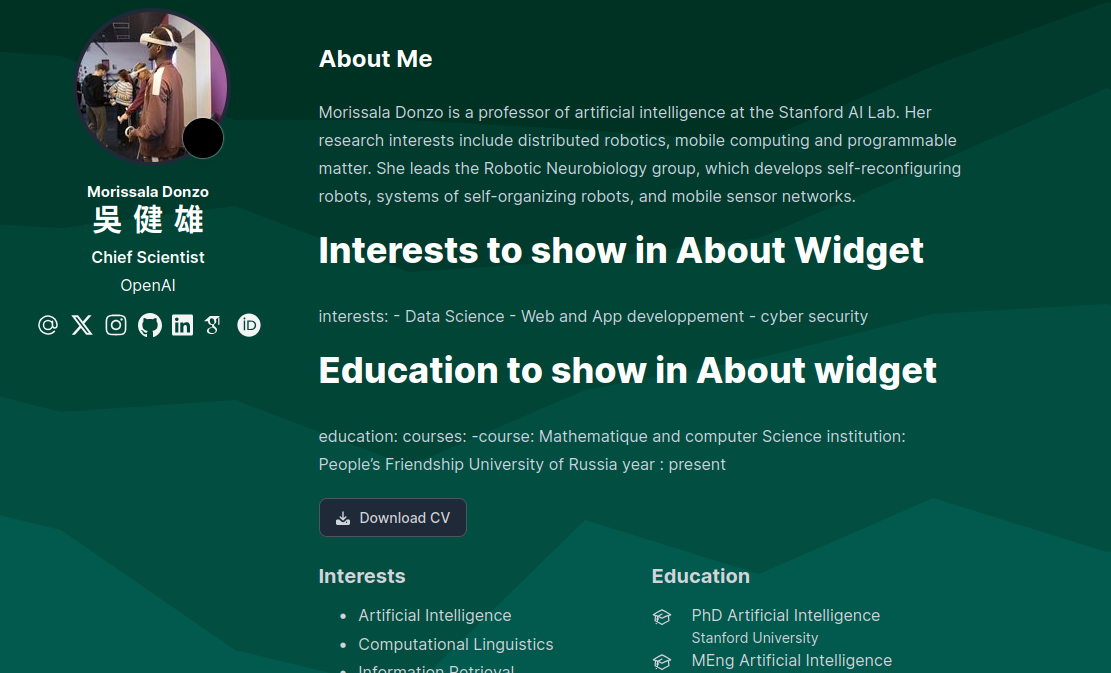 Morissala Donzo
吳健雄
Chief Scientist
OpenAI
iD
About Me
Morissala Donzo is a professor of artificial intelligence at the Stanford AI Lab. Her
research interests include distributed robotics, mobile computing and programmable
matter. She leads the Robotic Neurobiology group, which develops self-reconfiguring
robots, systems of self-organizing robots, and mobile sensor networks.
Interests to show in About Widget
interests: - Data Science - Web and App developpement - cyber security
Education to show in About widget
education: courses: -course: Mathematique and computer Science institution:
People’s Friendship University of Russia year : present
Download CV
Interests
Artificial Intelligence
Computational Linguistics
Information Retrieval
Education
PhD Artificial Intelligence
Stanford University
MEng Artificial Intelligence